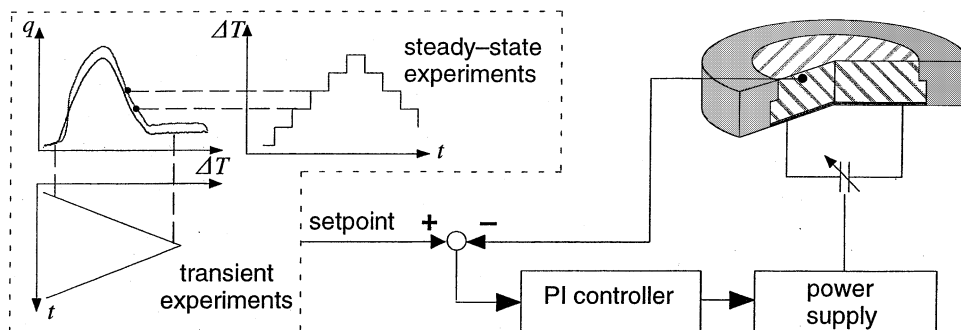 q
ΔT
steady–state
experiments
t
ΔT
setpoint
+
−
transient
experiments
t
PI controller
power
supply